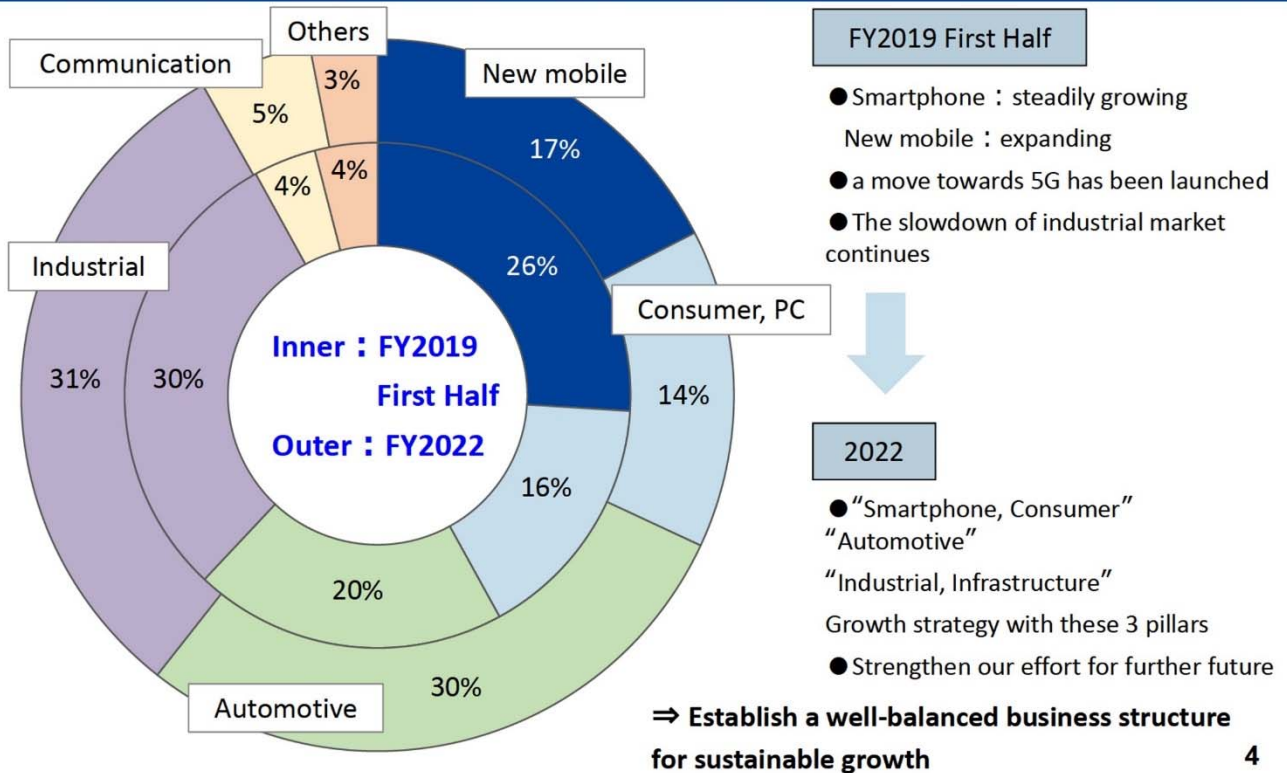 Others
Communication
New mobile
3%
5%
17%
4%
4%
26%
Industrial
Consumer, PC
31%
30%
14%
Inner：FY2019
First Half
Outer：FY2022
16%
20%
30%
Automotive
FY2019 First Half
●Smartphone：steadily growing
New mobile：expanding
●a move towards 5G has been launched
●The slowdown of industrial market
continues
2022
●“Smartphone, Consumer”
“Automotive”
“Industrial, Infrastructure”
Growth strategy with these 3 pillars
●Strengthen our effort for further future
⇒ Establish a well-balanced business structure
for sustainable growth
4